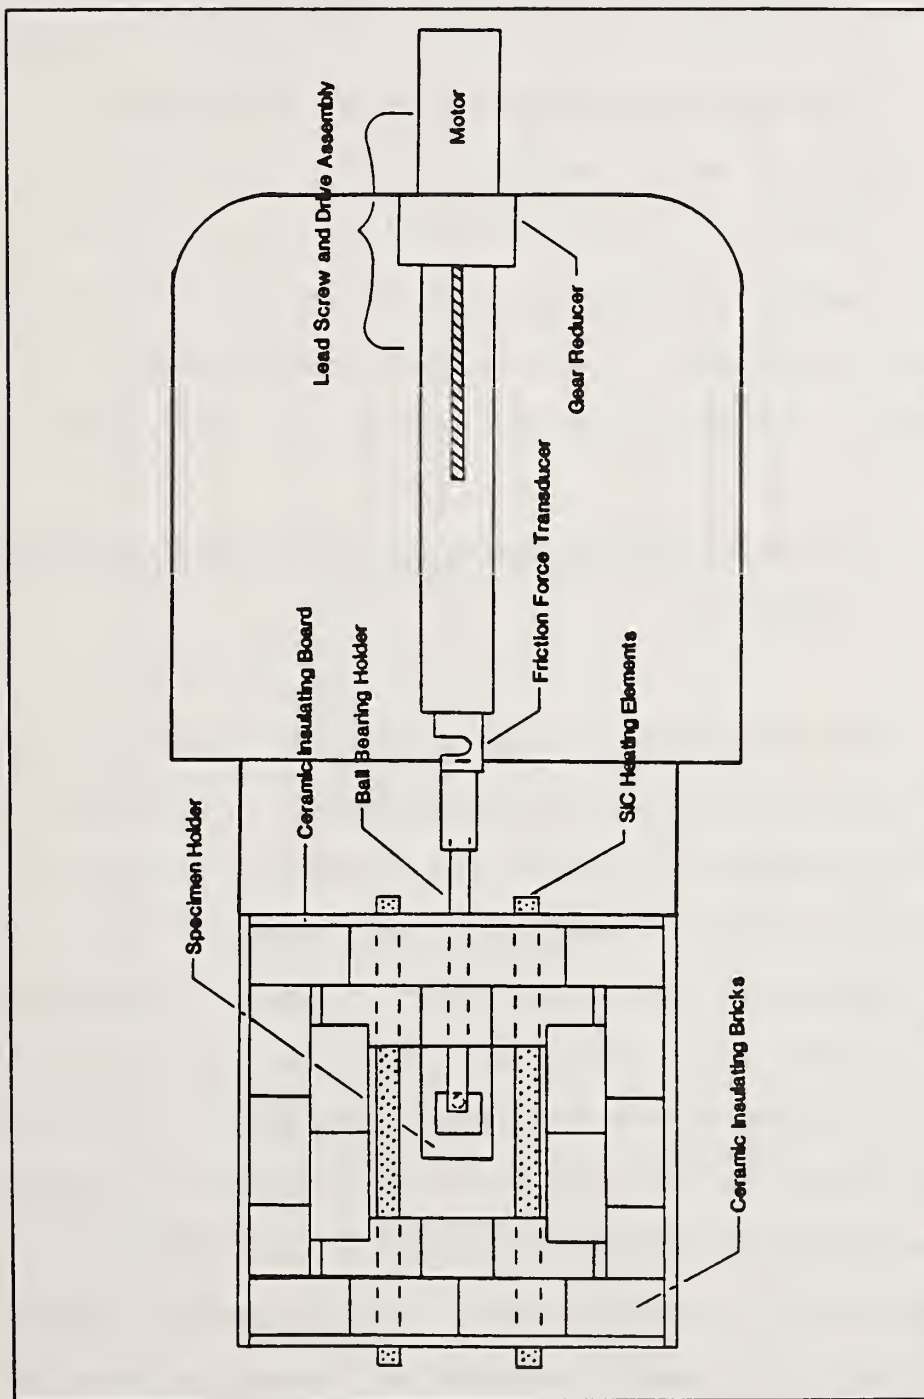 Motor
Lead Screw and Drive Assembly
Gear Reducer
Friction Force Transducer
Ball Bearing Holder
Ceramic Insulating Board
SiC Heating Elements
Specimen Holder
Ceramic Insulating Bricks